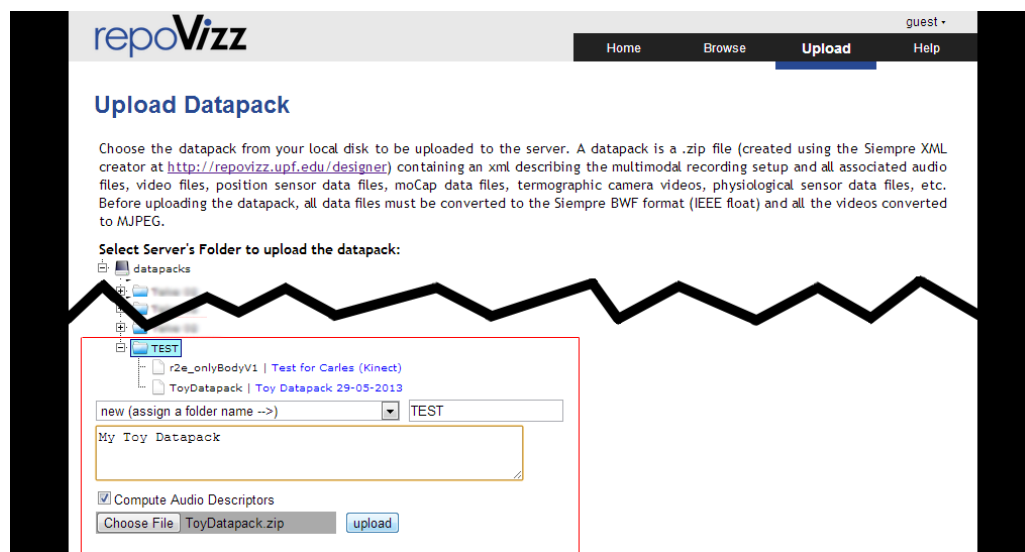 repoVizz
guest
Home Browse Upload Help
Upload Datapack
Choose the datapack from your local disk to be uploaded to the server. A datapack is a .zip file (created using the Siempre XML
creator at http://repovizz.upf.edu/designer) containing an xml describing the multimodal recording setup and all associated audio
files, video files, position sensor data files, moCap data files, termographic camera videos, physiological sensor data files, etc.
Before uploading the datapack, all data files must be converted to the Siempre BWF format (IEEE float) and all the videos converted
to MJPEG.
Select Server's Folder to upload the datapack:
datapacks
TEST
r2e_onlyBodyV1 | Test for Carles (Kinect)
ToyDatapack | Toy Datapack 29-05-2013
new (assign a folder name -->) TEST
My Toy Datapack
Compute Audio Descriptors
Choose File ToyDatapack.zip upload